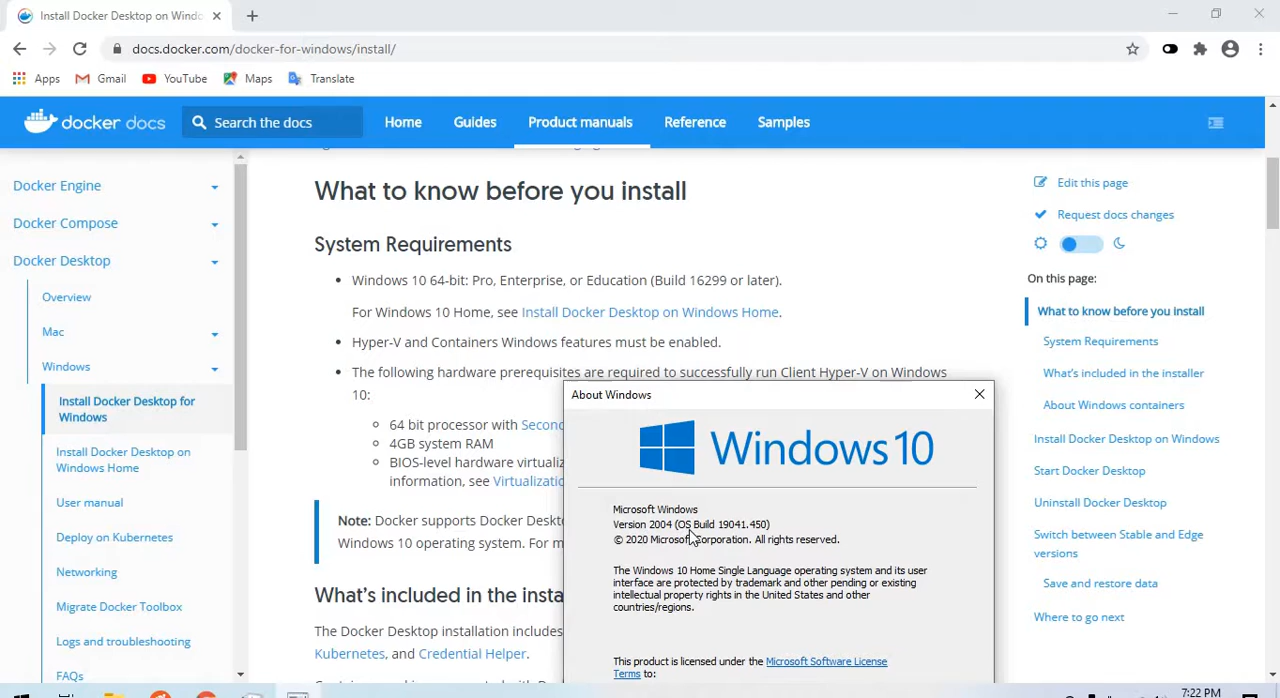 Install Docker Desktop on Windo
docs.docker.com/docker-for-windows/install/
Apps
Gmail
YouTube
Maps
Translate
docker docs
Search the docs
Home
Guides
Product manuals
Reference
Samples
Docker Engine
Docker Compose
Docker Desktop
Overview
Mac
Windows
Install Docker Desktop for
Windows
Install Docker Desktop on
Windows Home
User manual
Deploy on Kubernetes
Networking
Migrate Docker Toolbox
Logs and troubleshooting
FAQs
What to know before you install
System Requirements
Windows 10 64-bit: Pro, Enterprise, or Education (Build 16299 or later).
For Windows 10 Home, see Install Docker Desktop on Windows Home.
Hyper-V and Containers Windows features must be enabled.
The following hardware prerequisites are required to successfully run Client Hyper-V on Windows
10:
64 bit processor with Secon
4GB system RAM
BIOS-level hardware virtualiz
information, see Virtualizatio
Note: Docker supports Docker Deskt
Windows 10 operating system. For m
What's included in the insta
The Docker Desktop installation includes
Kubernetes, and Credential Helper.
About Windows
Windows 10
Microsoft Windows
Version 2004 (OS Build 19041.450)
© 2020 Microsoft Corporation. All rights reserved.
The Windows 10 Home Single Language operating system and its user
interface are protected by trademark and other pending or existing
intellectual property rights in the United States and other
countries/regions.
This product is licensed under the Microsoft Software License
Terms to:
Edit this page
Request docs changes
On this page:
What to know before you install
System Requirements
What's included in the installer
About Windows containers
Install Docker Desktop on Windows
Start Docker Desktop
Uninstall Docker Desktop
Switch between Stable and Edge
versions
Save and restore data
Where to go next
7:22 PM